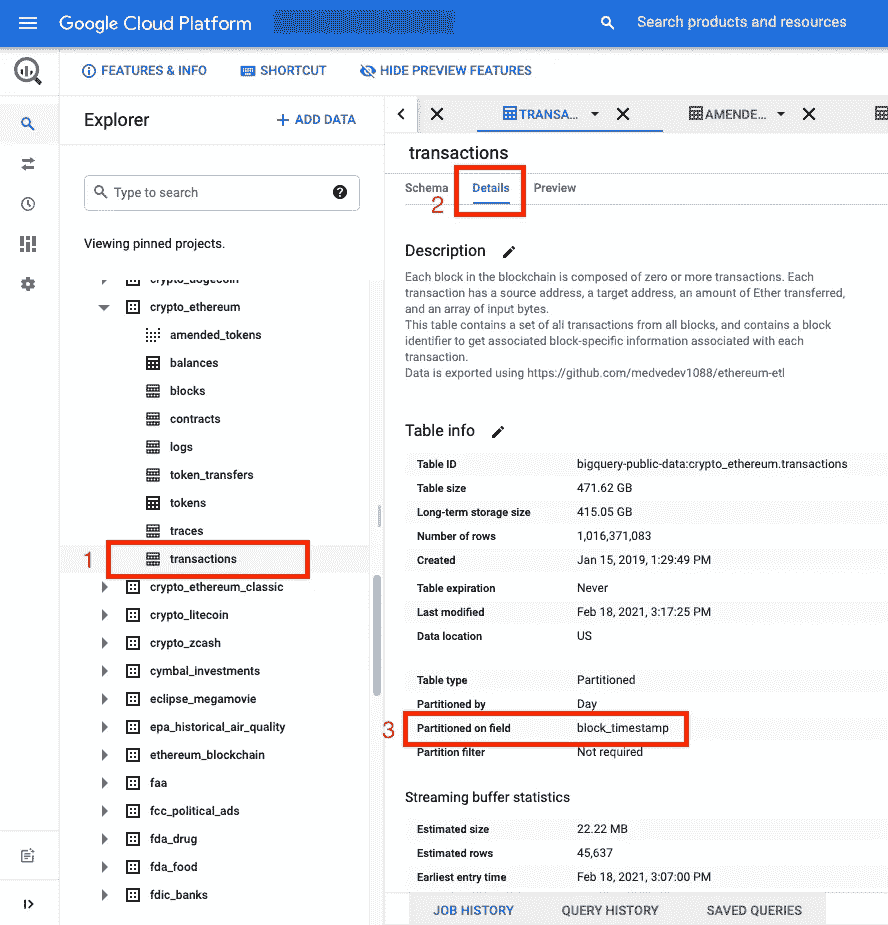 Google Cloud Platform
Search products and resources
FEATURES & INFO
SHORTCUT
HIDE PREVIEW FEATURES
Explorer
+ ADD DATA
Type to search
Viewing pinned projects.
crypto_dogecoin
crypto_ethereum
amended_tokens
balances
blocks
contracts
logs
token_transfers
tokens
traces
1
transactions
crypto_ethereum_classic
crypto_litecoin
crypto_zcash
cymbal_investments
eclipse_megamovie
epa_historical_air_quality
ethereum_blockchain
faa
fcc_political_ads
fda_drug
fda_food
fdic_banks
TRANSA...
AMENDE...
transactions
Schema
2
Details
Preview
Description
Each block in the blockchain is composed of zero or more transactions. Each
transaction has a source address, a target address, an amount of Ether transferred,
and an array of input bytes.
This table contains a set of all transactions from all blocks, and contains a block
identifier to get associated block-specific information associated with each
transaction.
Data is exported using https://github.com/medvedev1088/ethereum-etl
Table info
Table ID bigquery-public-data:crypto_ethereum.transactions
Table size 471.62 GB
Long-term storage size 415.05 GB
Number of rows 1,016,371,083
Created Jan 15, 2019, 1:29:49 PM
Table expiration Never
Last modified Feb 18, 2021, 3:17:25 PM
Data location US
Table type Partitioned
Partitioned by Day
3 Partitioned on field block_timestamp
Partition filter Not required
Streaming buffer statistics
Estimated size 22.22 MB
Estimated rows 45,637
Earliest entry time Feb 18, 2021, 3:07:00 PM
JOB HISTORY
QUERY HISTORY
SAVED QUERIES